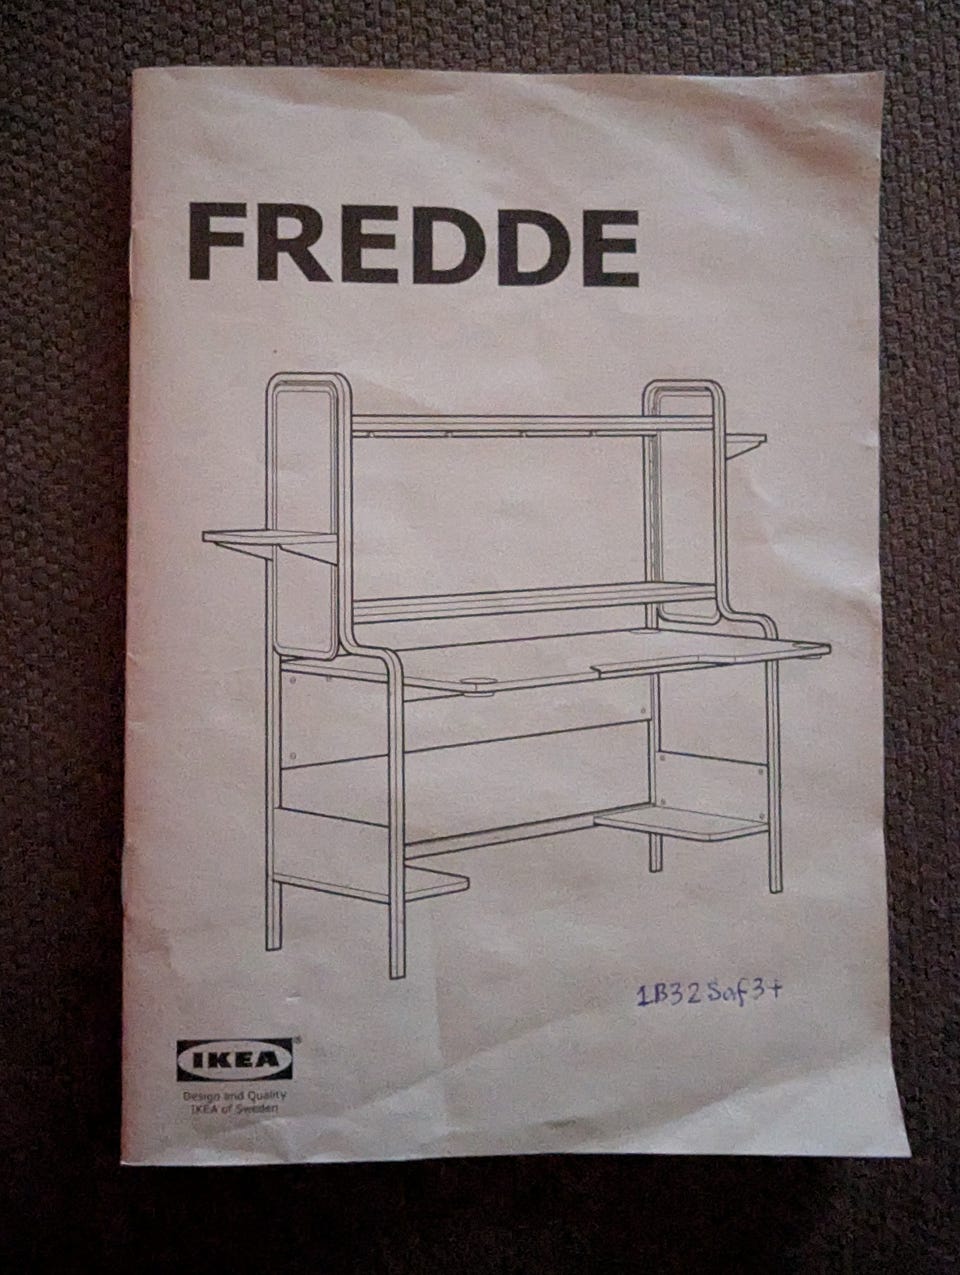 FREDDE
1B32Saf3+
IKEA®
Design and Quality
IKEA of Sweden